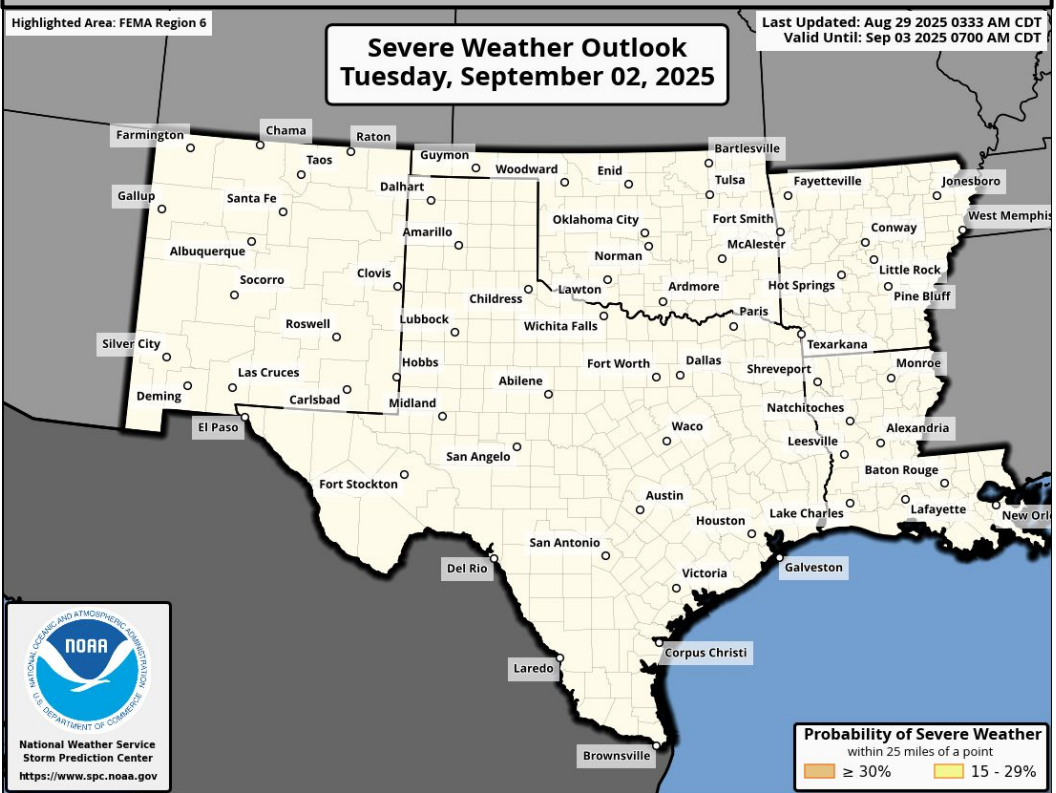 Highlighted Area: FEMA Region 6
Last Updated: Aug 29 2025 0333 AM CDT
Valid Until: Sep 03 2025 0700 AM CDT
Severe Weather Outlook
Tuesday, September 02, 2025
Farmington
Chama
Raton
Taos
Guymon
Woodward
Enid
Bartlesville
Tulsa
Fayetteville
Jonesboro
Gallup
Santa Fe
Dalhart
Oklahoma City
Fort Smith
West Memphis
Amarillo
Conway
Albuquerque
Norman
McAlester
Socorro
Clovis
Little Rock
Childress
Lawton
Ardmore
Hot Springs
Pine Bluff
Roswell
Lubbock
Wichita Falls
Paris
Silver City
Texarkana
Las Cruces
Hobbs
Fort Worth
Dallas
Shreveport
Monroe
Deming
Carlsbad
Midland
Abilene
Natchitoches
El Paso
Waco
Leesville
Alexandria
San Angelo
Fort Stockton
Baton Rouge
Austin
Lake Charles
Lafayette
New Orl
Houston
San Antonio
Del Rio
Galveston
Victoria
Laredo
Corpus Christi
Brownsville
NATIONAL OCEANIC AND ATMOSPHERIC ADMINISTRATION
NOAA
U.S. DEPARTMENT OF COMMERCE
National Weather Service
Storm Prediction Center
https://www.spc.noaa.gov
Probability of Severe Weather
within 25 miles of a point
≥ 30%
15 - 29%